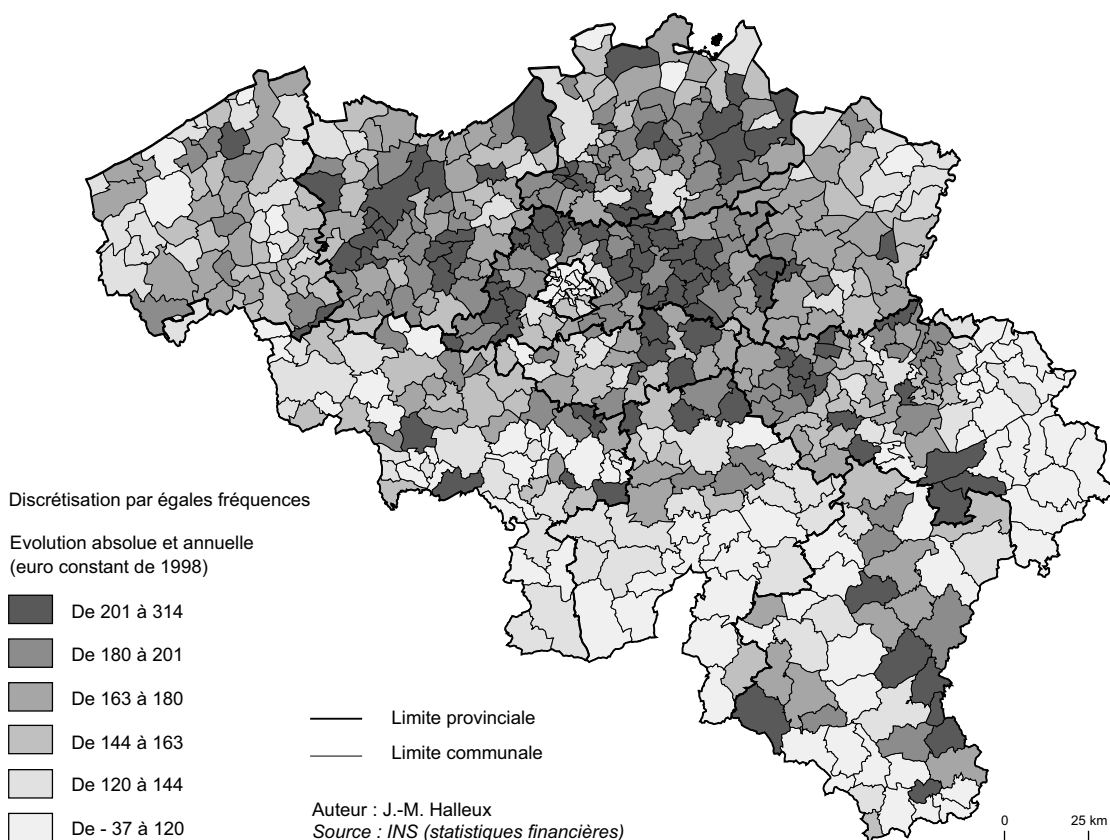 Discrétisation par égales fréquences
Evolution absolue et annuelle
(euro constant de 1998)
De 201 à 314
De 180 à 201
De 163 à 180
De 144 à 163
De 120 à 144
De - 37 à 120
Limite provinciale
Limite communale
Auteur : J.-M. Halleux
Source : INS (statistiques financières)
0 25 km